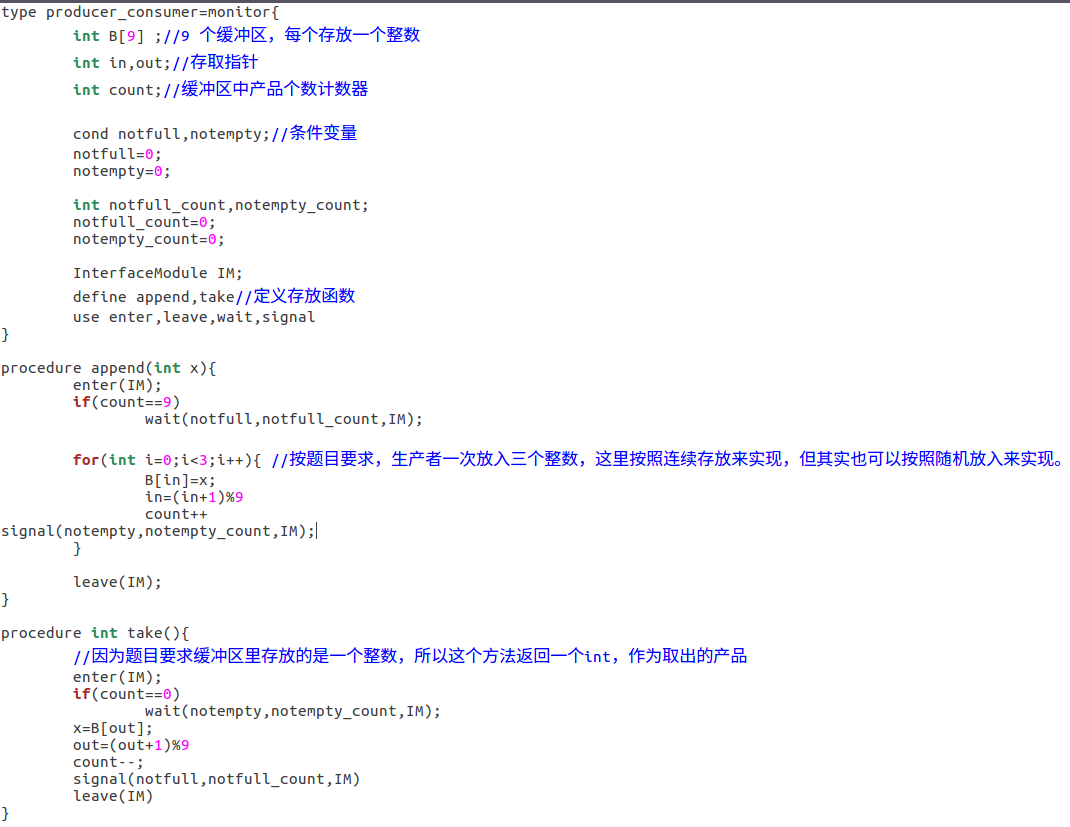 type producer_consumer=monitor{
int B[9] ;//9 个缓冲区，每个存放一个整数
int in,out;//存取指针
int count;//缓冲区中产品个数计数器
cond notfull,notempty;//条件变量
notfull=0;
notempty=0;
int notfull_count,notempty_count;
notfull_count=0;
notempty_count=0;
InterfaceModule IM;
define append,take//定义存放函数
use enter,leave,wait,signal
}
procedure append(int x){
enter(IM);
if(count==9)
wait(notfull,notfull_count,IM);
for(int i=0;i<3;i++){ //按题目要求，生产者一次放入三个整数，这里按照连续存放来实现，但其实也可以按照随机放入来实现。
B[in]=x;
in=(in+1)%9
count++
signal(notempty,notempty_count,IM);
}
leave(IM);
}
procedure int take(){
//因为题目要求缓冲区里存放的是一个整数，所以这个方法返回一个int，作为取出的产品
enter(IM);
if(count==0)
wait(notempty,notempty_count,IM);
x=B[out];
out=(out+1)%9
count--;
signal(notfull,notfull_count,IM)
leave(IM)
}